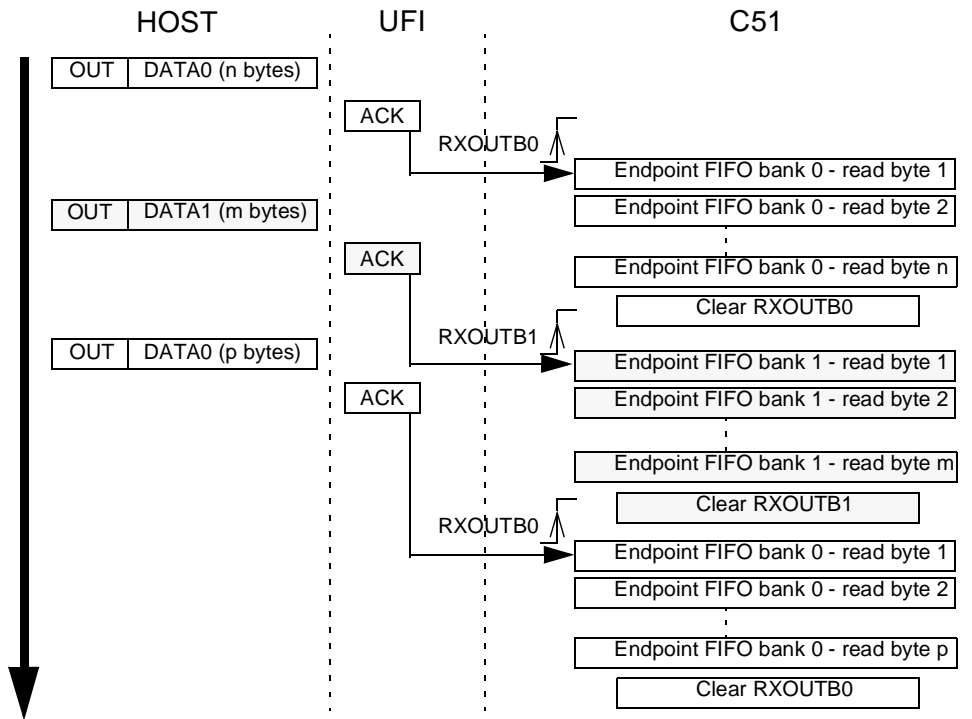 HOST UFI C51
OUT DATA0 (n bytes)
ACK
RXOUTB0
Endpoint FIFO bank 0 - read byte 1
OUT DATA1 (m bytes)
Endpoint FIFO bank 0 - read byte 2
ACK
Endpoint FIFO bank 0 - read byte n
Clear RXOUTB0
RXOUTB1
OUT DATA0 (p bytes)
Endpoint FIFO bank 1 - read byte 1
ACK
Endpoint FIFO bank 1 - read byte 2
Endpoint FIFO bank 1 - read byte m
Clear RXOUTB1
RXOUTB0
Endpoint FIFO bank 0 - read byte 1
Endpoint FIFO bank 0 - read byte 2
Endpoint FIFO bank 0 - read byte p
Clear RXOUTB0